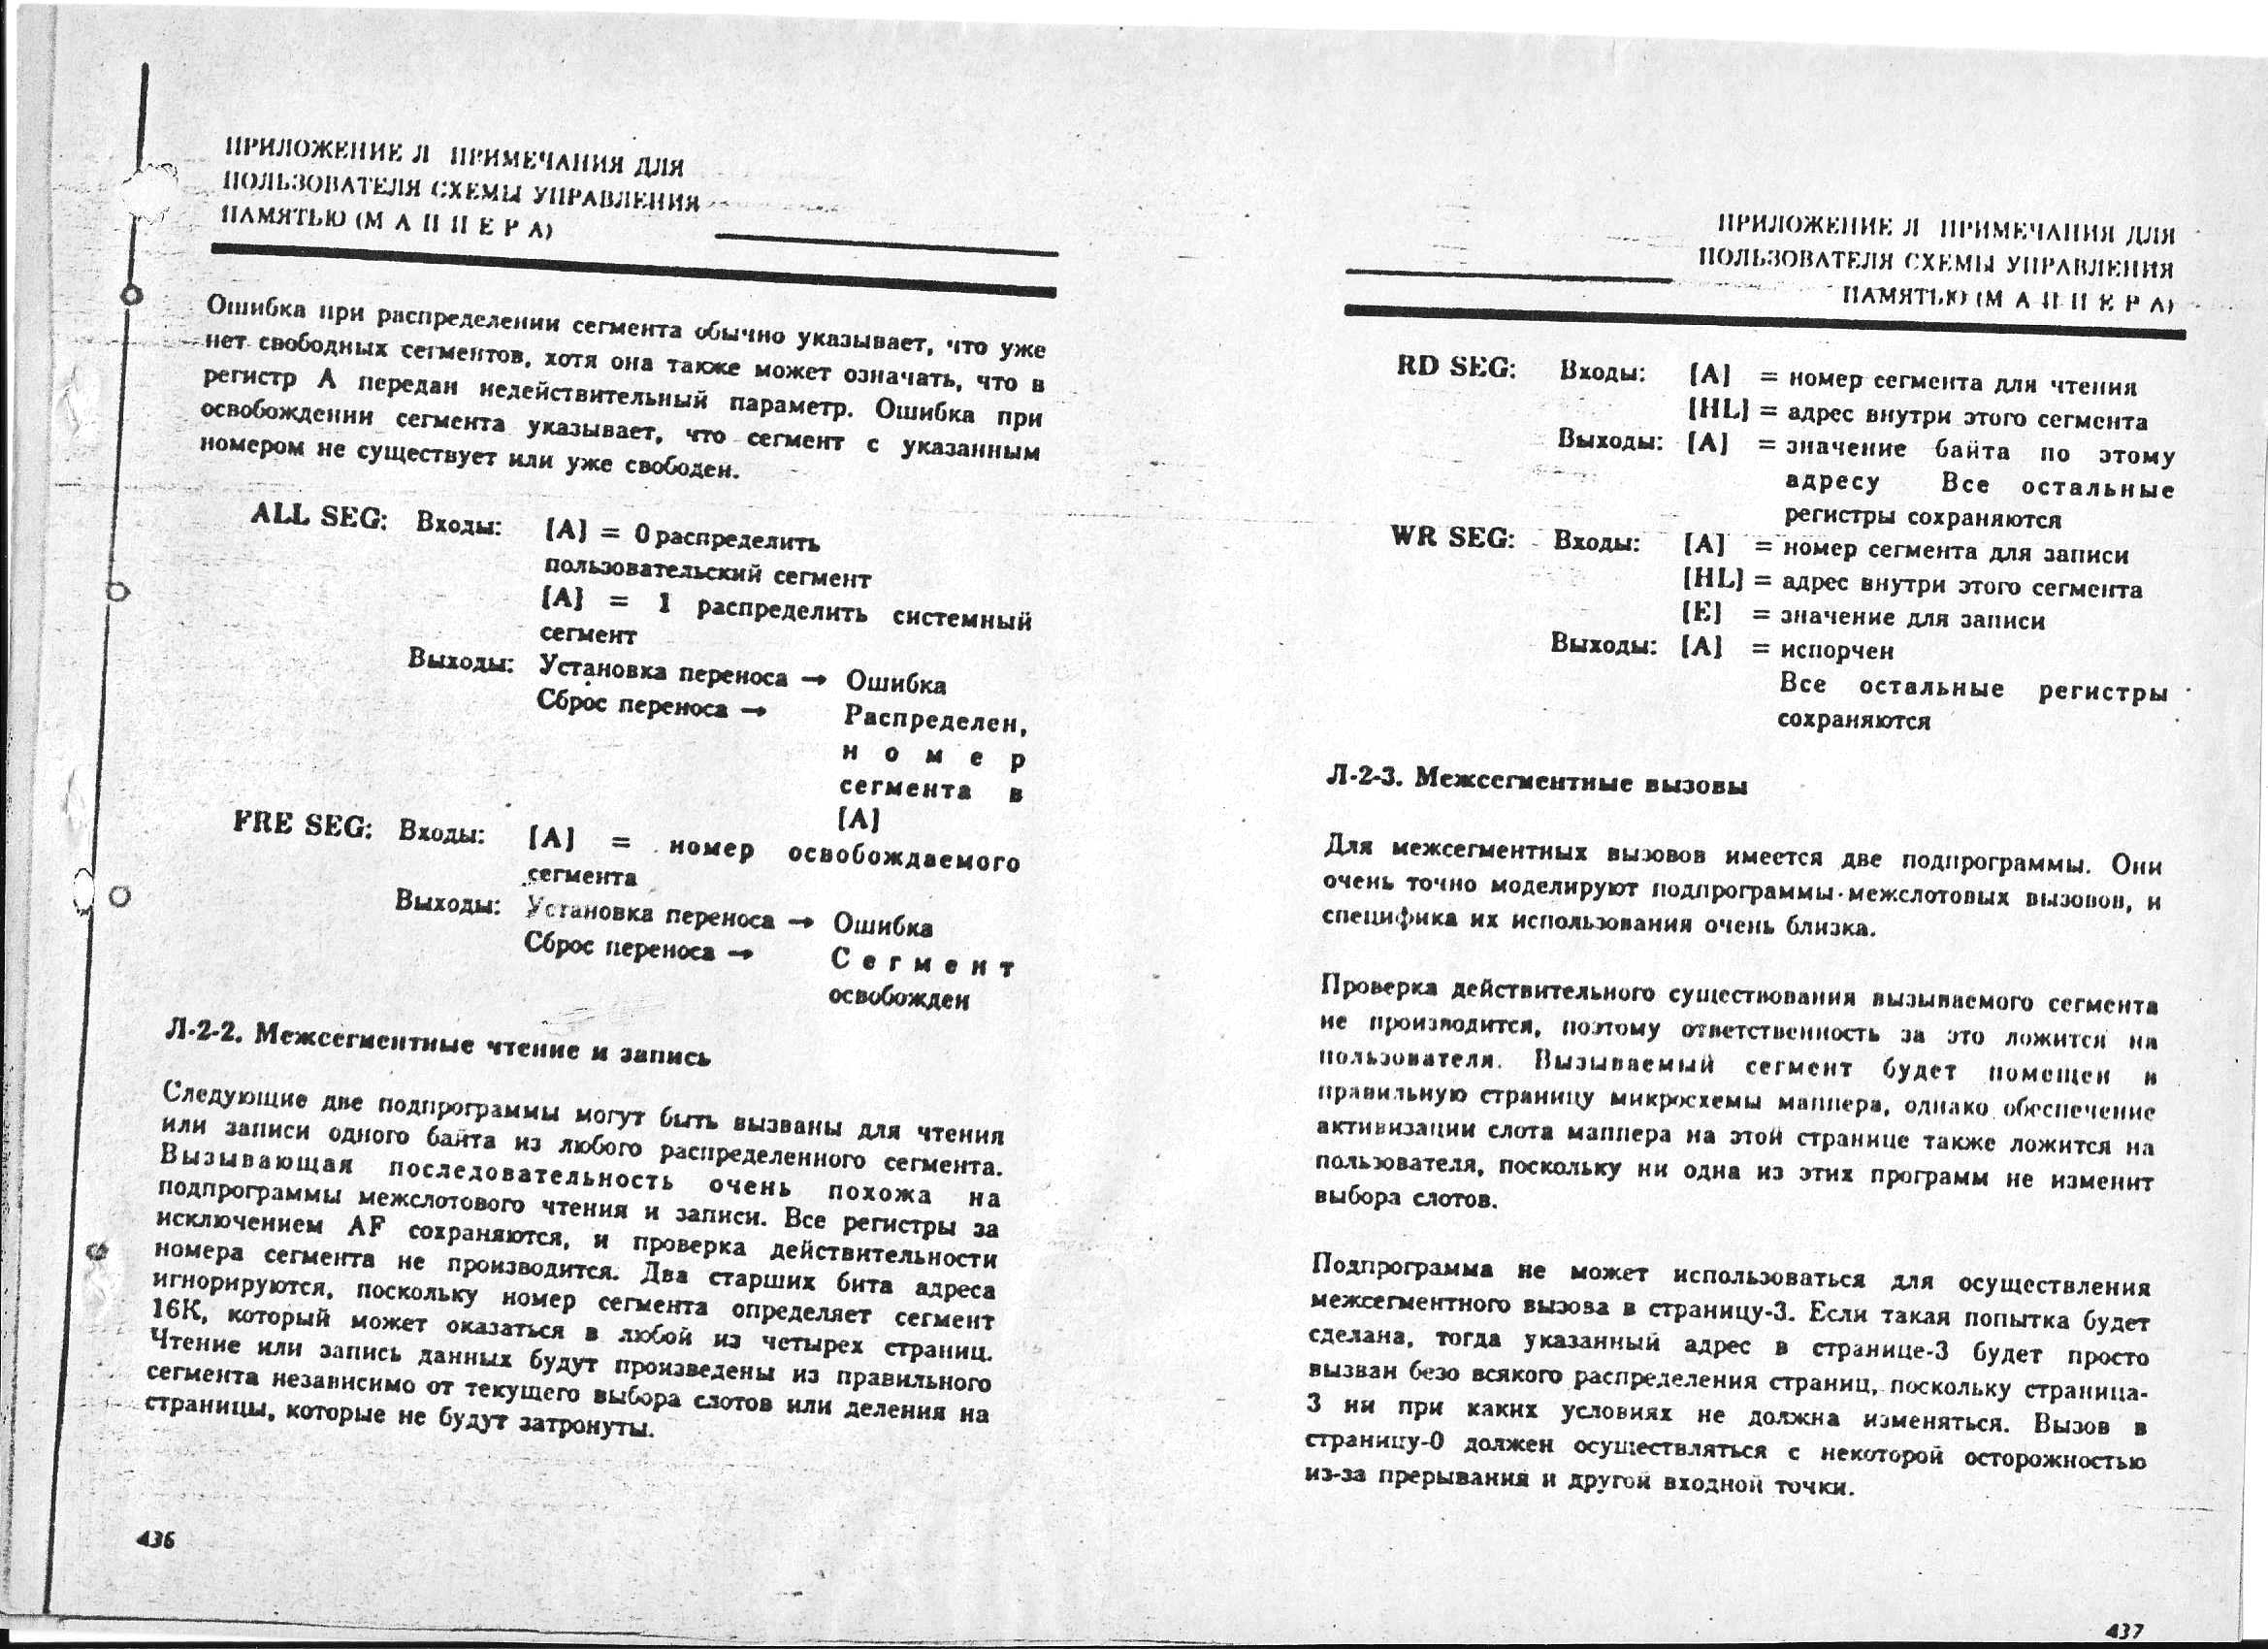 ПРИЛОЖЕНИЕ Л ПРИМЕЧАНИЯ ДЛЯ
ПОЛЬЗОВАТЕЛЯ СХЕМЫ УПРАВЛЕНИЯ
ПАМЯТЬЮ (М А П П Е Р А)
Ошибка при распределении сегмента обычно указывает, что уже
нет свободных сегментов, хотя она также может означать, что в
регистр А передан недействительный параметр. Ошибка при
освобождении сегмента указывает, что сегмент с указанным
номером не существует или уже свободен.
ALL SEG: Входы: [A] = 0 распределить
пользовательский сегмент
[A] = 1 распределить системный
сегмент
Выходы: Установка переноса → Ошибка
Сброс переноса → Распределен,
н о м е р
сегмента в
[A]
FRE SEG: Входы: [A] = номер освобождаемого
сегмента
Выходы: Установка переноса → Ошибка
Сброс переноса → С е г м е н т
освобожден
Л-2-2. Межсегментные чтение и запись
Следующие две подпрограммы могут быть вызваны для чтения
или записи одного байта из любого распределенного сегмента.
Вызывающая последовательность очень похожа на
подпрограммы межслотового чтения и записи. Все регистры за
исключением AF сохраняются, и проверка действительности
номера сегмента не производится. Два старших бита адреса
игнорируются, поскольку номер сегмента определяет сегмент
16К, который может оказаться в любой из четырех страниц.
Чтение или запись данных будут произведены из правильного
сегмента независимо от текущего выбора слотов или деления на
страницы, которые не будут затронуты.
436
ПРИЛОЖЕНИЕ Л ПРИМЕЧАНИЯ ДЛЯ
ПОЛЬЗОВАТЕЛЯ СХЕМЫ УПРАВЛЕНИЯ
ПАМЯТЬЮ (М А П П Е Р А)
RD SEG: Входы: [A] = номер сегмента для чтения
[HL] = адрес внутри этого сегмента
Выходы: [A] = значение байта по этому
адресу Все остальные
регистры сохраняются
WR SEG: Входы: [A] = номер сегмента для записи
[HL] = адрес внутри этого сегмента
[E] = значение для записи
Выходы: [A] = испорчен
Все остальные регистры
сохраняются
Л-2-3. Межсегментные вызовы
Для межсегментных вызовов имеется две подпрограммы. Они
очень точно моделируют подпрограммы межслотовых вызовов, и
специфика их использования очень близка.
Проверка действительного существования вызываемого сегмента
не производится, поэтому ответственность за это ложится на
пользователя. Вызываемый сегмент будет помещен в
правильную страницу микросхемы маппера, однако обеспечение
активизации слота маппера на этой странице также ложится на
пользователя, поскольку ни одна из этих программ не изменит
выбора слотов.
Подпрограмма не может использоваться для осуществления
межсегментного вызова в страницу-3. Если такая попытка будет
сделана, тогда указанный адрес в странице-3 будет просто
вызван безо всякого распределения страниц, поскольку страница-
3 ни при каких условиях не должна изменяться. Вызов в
страницу-0 должен осуществляться с некоторой осторожностью
из-за прерывания и другой входной точки.
437